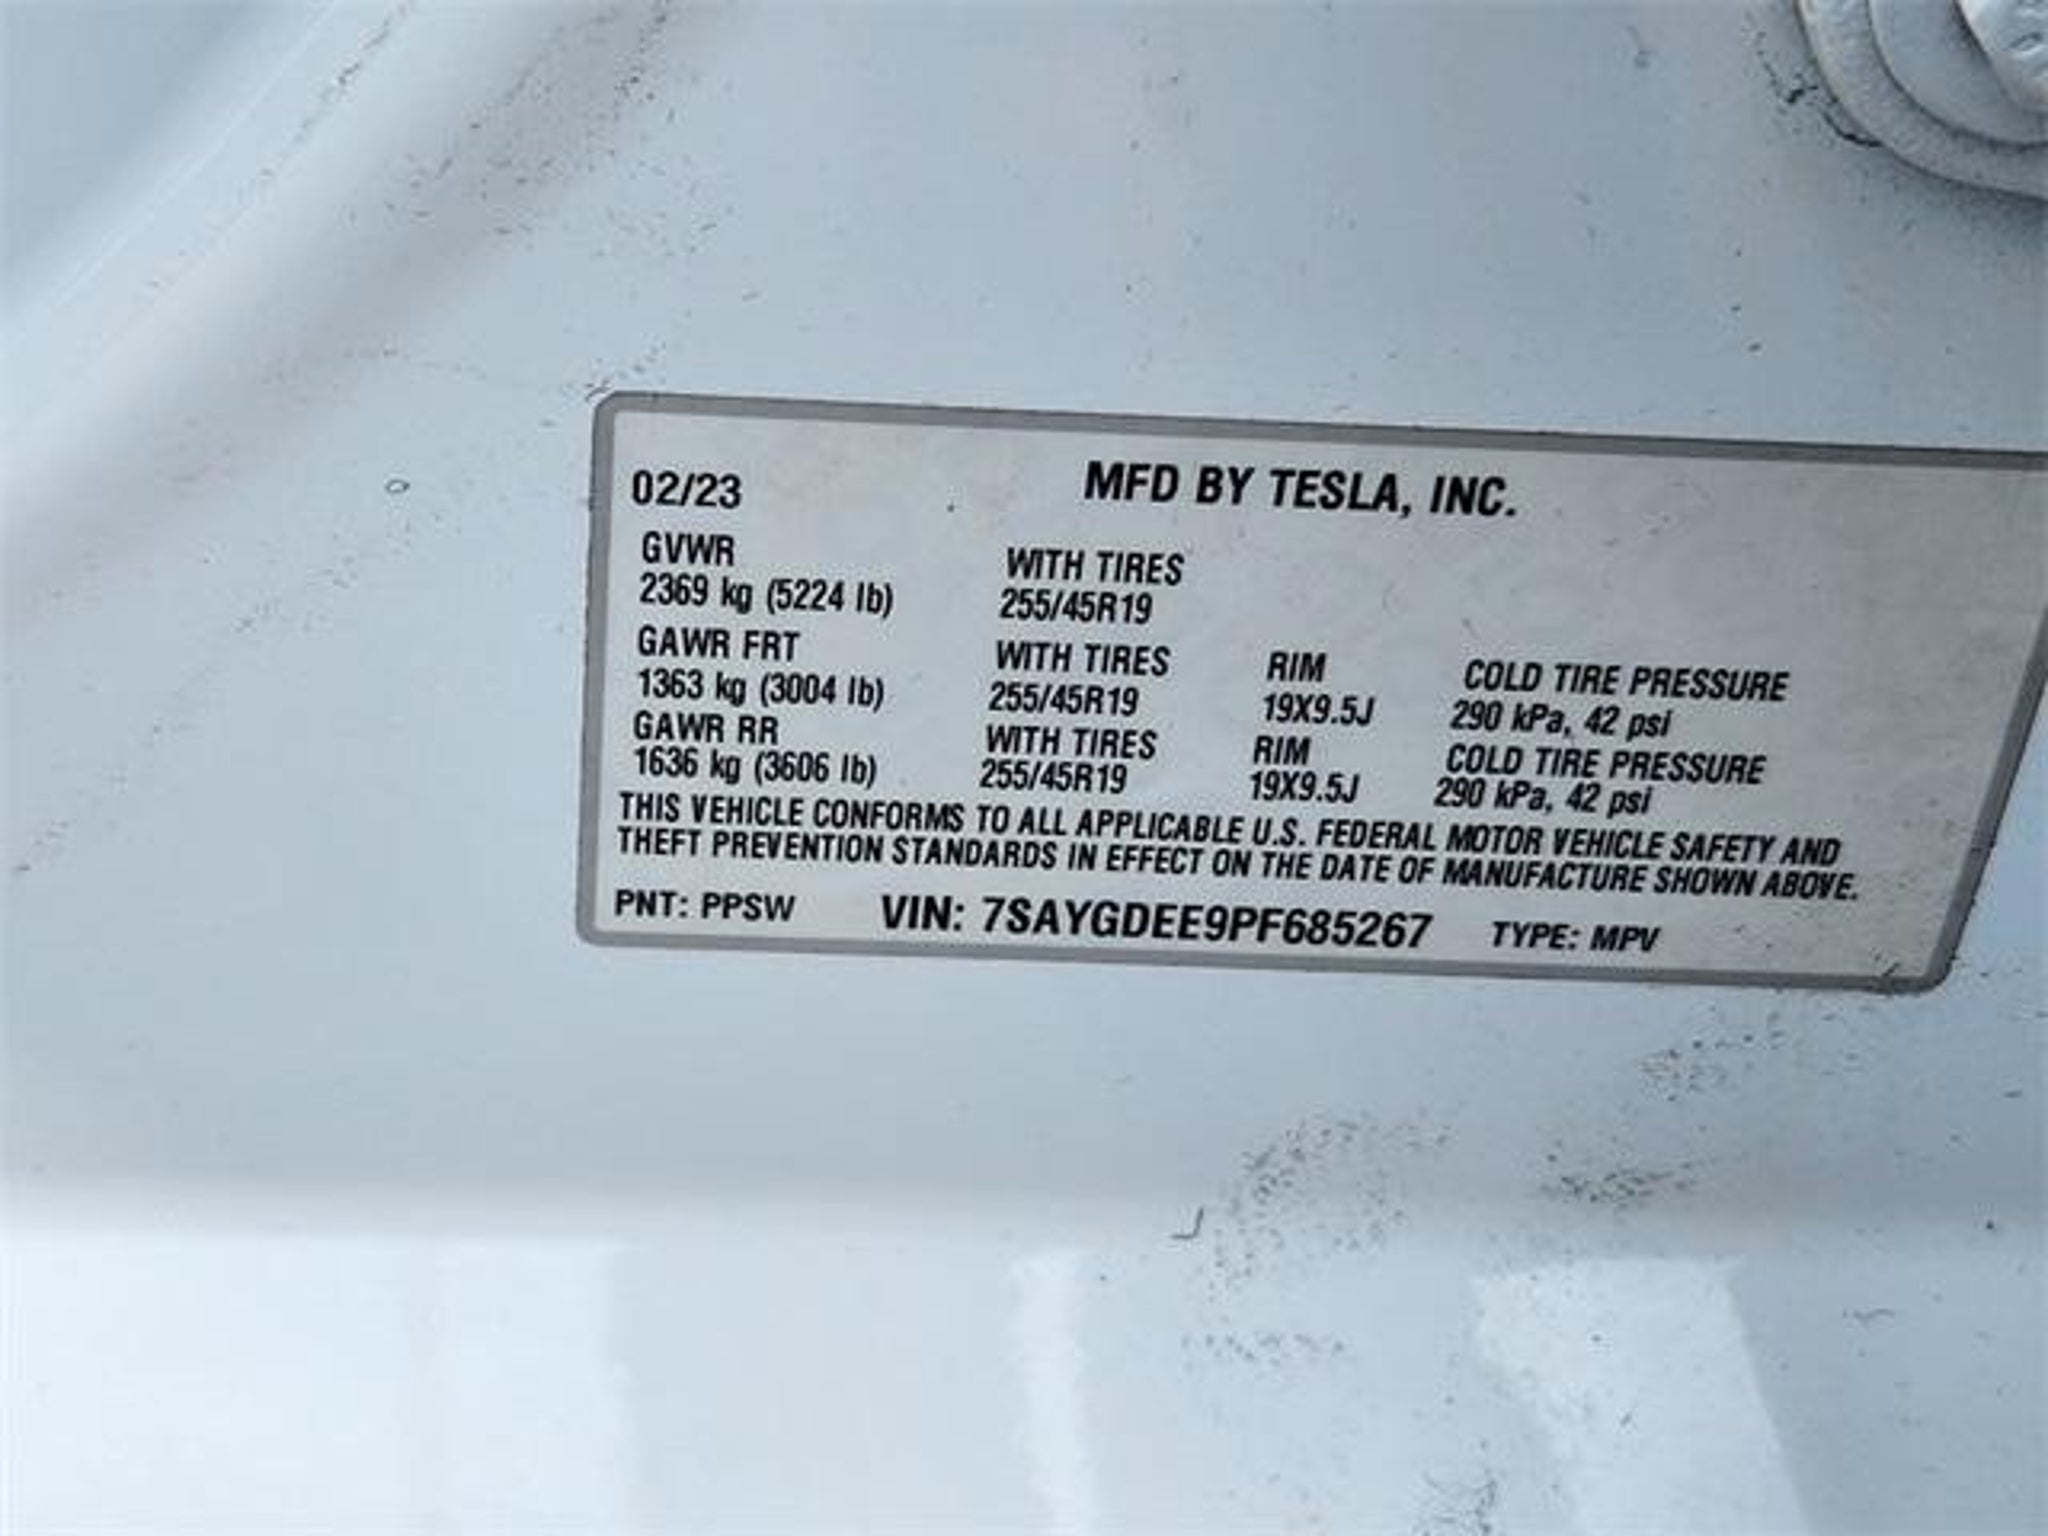 02/23 MFD BY TESLA, INC.
GVWR WITH TIRES
2369 kg (5224 lb) 255/45R19
GAWR FRT WITH TIRES RIM COLD TIRE PRESSURE
1363 kg (3004 lb) 255/45R19 19X9.5J 290 kPa, 42 psi
GAWR RR WITH TIRES RIM COLD TIRE PRESSURE
1636 kg (3606 lb) 255/45R19 19X9.5J 290 kPa, 42 psi
THIS VEHICLE CONFORMS TO ALL APPLICABLE U.S. FEDERAL MOTOR VEHICLE SAFETY AND
THEFT PREVENTION STANDARDS IN EFFECT ON THE DATE OF MANUFACTURE SHOWN ABOVE.
PNT: PPSW VIN: 7SAYGDEE9PF685267 TYPE: MPV